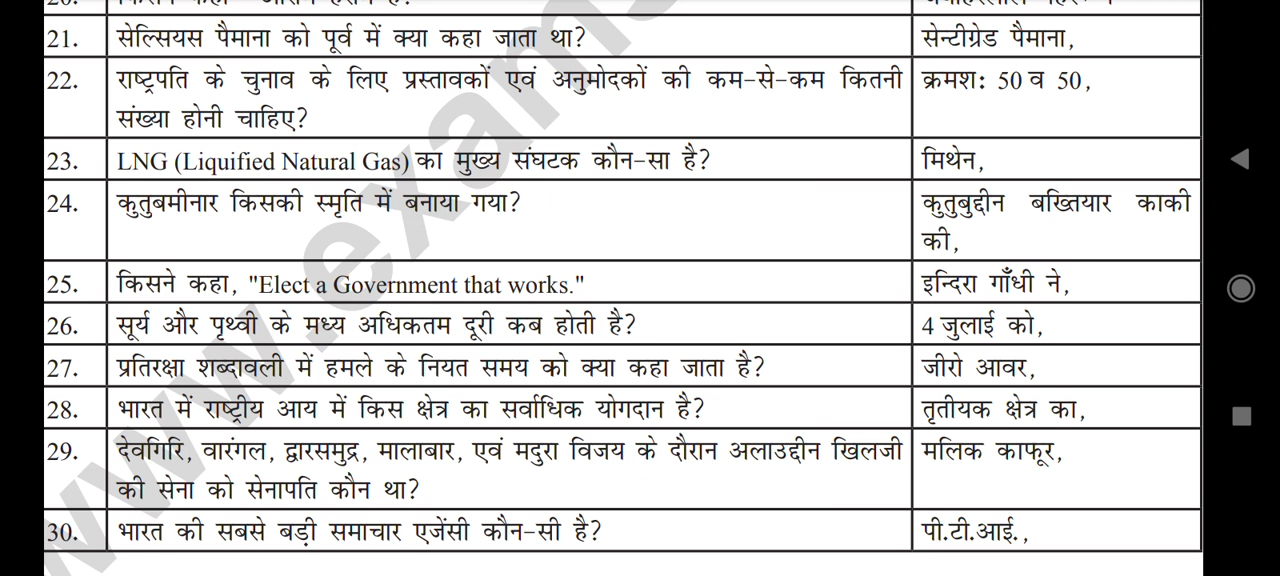 21. सेल्सियस पैमाना को पूर्व में क्या कहा जाता था? सेन्टीग्रेड पैमाना,
22. राष्ट्रपति के चुनाव के लिए प्रस्तावकों एवं अनुमोदकों की कम-से-कम कितनी क्रमशः 50 व 50,
संख्या होनी चाहिए?
23. LNG (Liquified Natural Gas) का मुख्य संघटक कौन-सा है? मिथेन,
24. कुतुबमीनार किसकी स्मृति में बनाया गया? कुतुबुद्दीन बख्तियार काकी
की,
25. किसने कहा, "Elect a Government that works." इन्दिरा गाँधी ने,
26. सूर्य और पृथ्वी के मध्य अधिकतम दूरी कब होती है? 4 जुलाई को,
27. प्रतिरक्षा शब्दावली में हमले के नियत समय को क्या कहा जाता है? जीरो आवर,
28. भारत में राष्ट्रीय आय में किस क्षेत्र का सर्वाधिक योगदान है? तृतीयक क्षेत्र का,
29. देवगिरि, वारंगल, द्वारसमुद्र, मालाबार, एवं मदुरा विजय के दौरान अलाउद्दीन खिलजी मलिक काफूर,
की सेना को सेनापति कौन था?
30. भारत की सबसे बड़ी समाचार एजेंसी कौन-सी है? पी.टी.आई.,
www.exam